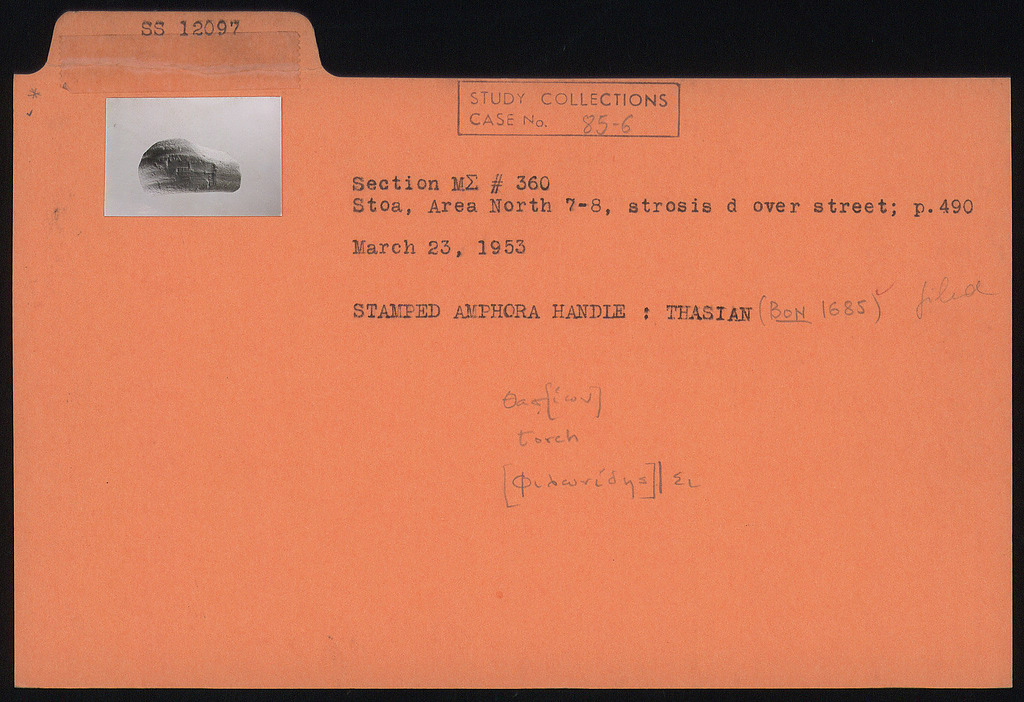 SS 12097
STUDY COLLECTIONS
CASE No. 85-6
Section ΜΣ # 360
Stoa, Area North 7-8, strosis d over street; p.490
March 23, 1953
STAMPED AMPHORA HANDLE : THASIAN (BON 1685) filed
Θασ[ίων]
torch
[Φιλωνίδης] Σι